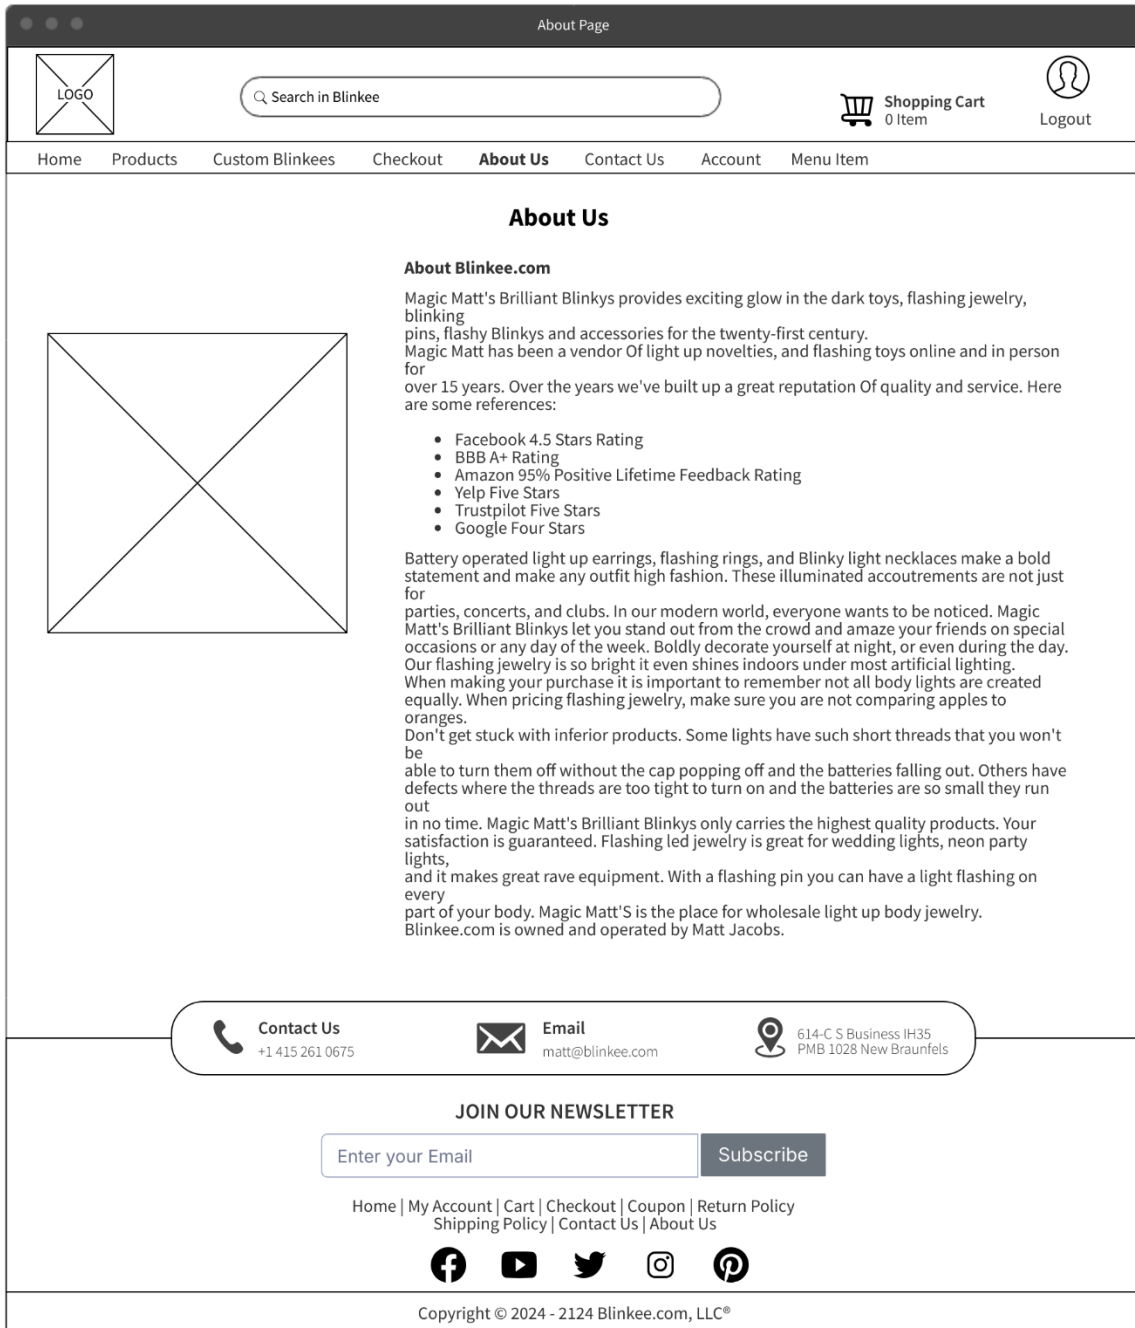 About Page
LOGO
Search in Blinkee
Shopping Cart
0 Item
Logout
Home Products Custom Blinkees Checkout About Us Contact Us Account Menu Item
About Us
About Blinkee.com
Magic Matt's Brilliant Blinkys provides exciting glow in the dark toys, flashing jewelry,
blinking
pins, flashy Blinkys and accessories for the twenty-first century.
Magic Matt has been a vendor Of light up novelties, and flashing toys online and in person
for
over 15 years. Over the years we've built up a great reputation Of quality and service. Here
are some references:
• Facebook 4.5 Stars Rating
• BBB A+ Rating
• Amazon 95% Positive Lifetime Feedback Rating
• Yelp Five Stars
• Trustpilot Five Stars
• Google Four Stars
Battery operated light up earrings, flashing rings, and Blinky light necklaces make a bold
statement and make any outfit high fashion. These illuminated accoutrements are not just
for
parties, concerts, and clubs. In our modern world, everyone wants to be noticed. Magic
Matt's Brilliant Blinkys let you stand out from the crowd and amaze your friends on special
occasions or any day of the week. Boldly decorate yourself at night, or even during the day.
Our flashing jewelry is so bright it even shines indoors under most artificial lighting.
When making your purchase it is important to remember not all body lights are created
equally. When pricing flashing jewelry, make sure you are not comparing apples to
oranges.
Don't get stuck with inferior products. Some lights have such short threads that you won't
be
able to turn them off without the cap popping off and the batteries falling out. Others have
defects where the threads are too tight to turn on and the batteries are so small they run
out
in no time. Magic Matt's Brilliant Blinkys only carries the highest quality products. Your
satisfaction is guaranteed. Flashing led jewelry is great for wedding lights, neon party
lights,
and it makes great rave equipment. With a flashing pin you can have a light flashing on
every
part of your body. Magic Matt'S is the place for wholesale light up body jewelry.
Blinkee.com is owned and operated by Matt Jacobs.
Contact Us
+1 415 261 0675
Email
matt@blinkee.com
614-C S Business IH35
PMB 1028 New Braunfels
JOIN OUR NEWSLETTER
Enter your Email Subscribe
Home | My Account | Cart | Checkout | Coupon | Return Policy
Shipping Policy | Contact Us | About Us
Copyright © 2024 - 2124 Blinkee.com, LLC®